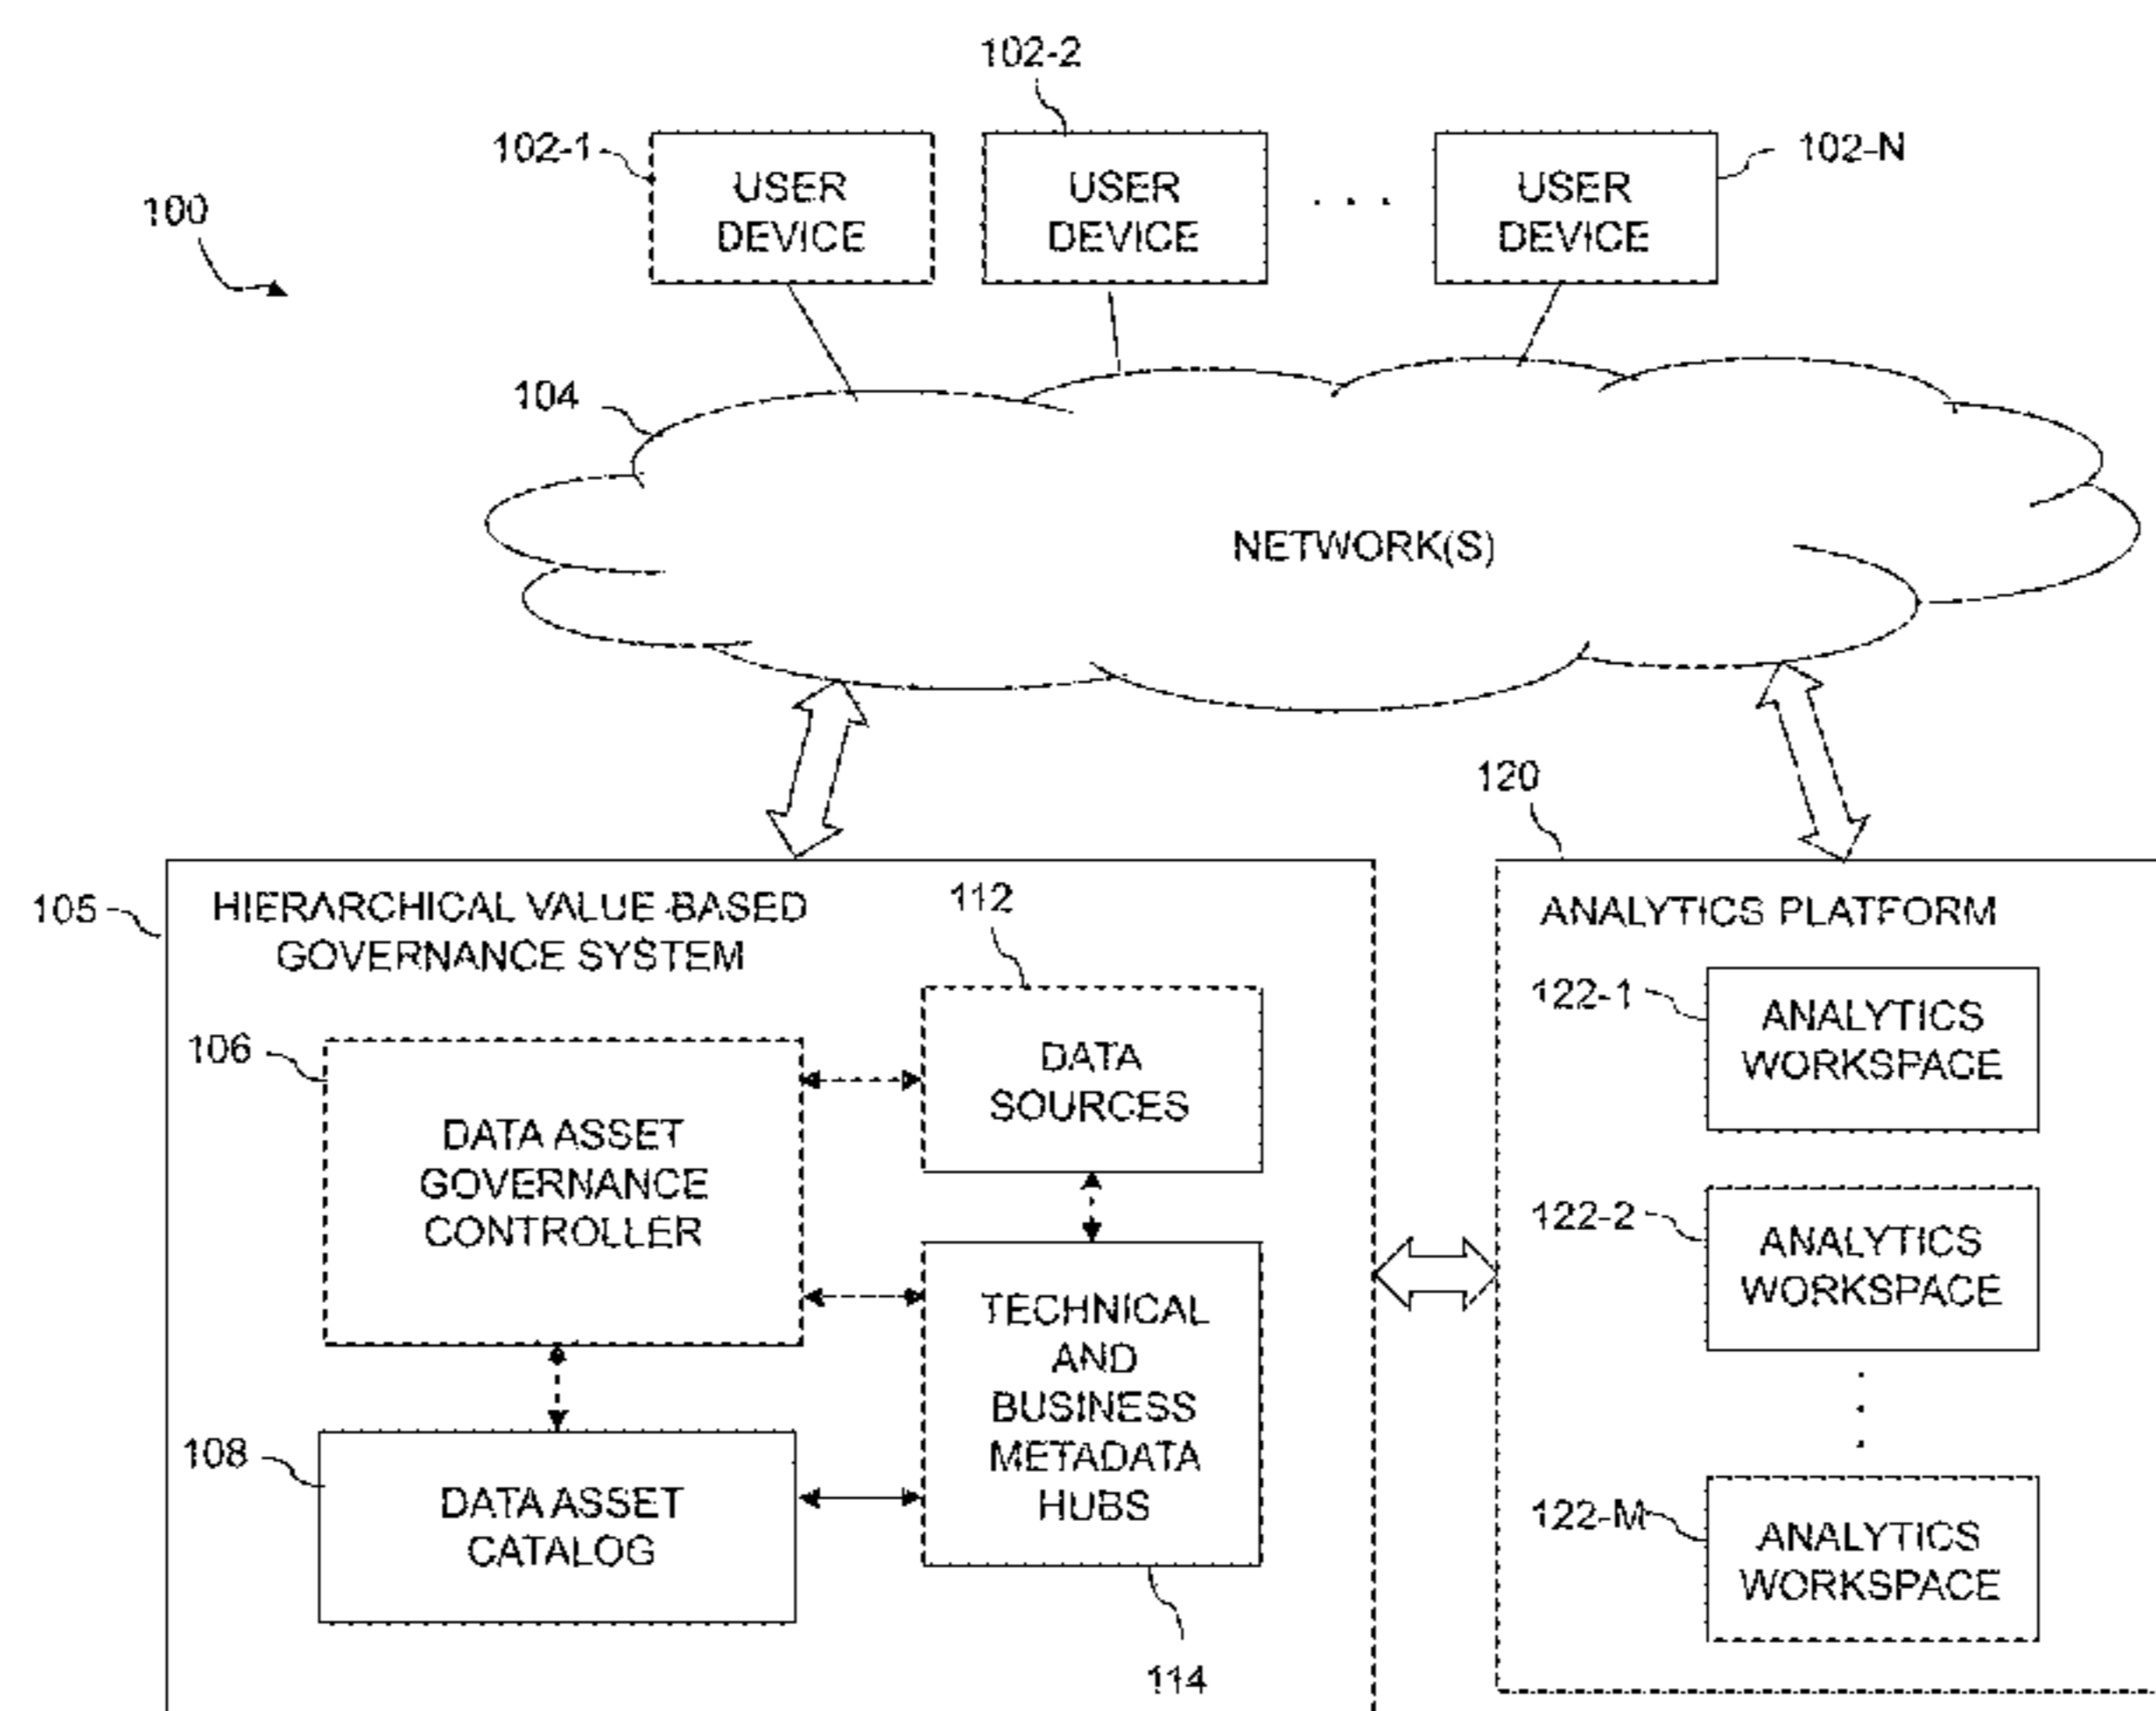 102-2
102-1
USER
DEVICE
USER
DEVICE
. . .
USER
DEVICE
102-N
100
104
NETWORK(S)
120
105
HIERARCHICAL VALUE-BASED
GOVERNANCE SYSTEM
112
106
DATA ASSET
GOVERNANCE
CONTROLLER
DATA
SOURCES
TECHNICAL
AND
BUSINESS
METADATA
HUBS
108
DATA ASSET
CATALOG
114
ANALYTICS PLATFORM
122-1
ANALYTICS
WORKSPACE
122-2
ANALYTICS
WORKSPACE
122-M
ANALYTICS
WORKSPACE